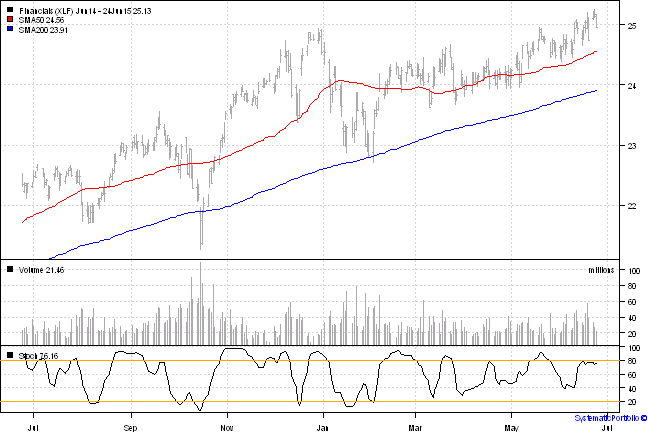 Financials (XLF) Jun14 - 24Jun15 25.13
SMA50 24.56
SMA200 23.91
25
24
23
22
Volume 21.46
millions
100
80
60
40
20
Stoch 76.16
100
80
60
40
20
Jul Sep Nov Jan Mar May Jul
SystematicPortfolio ©